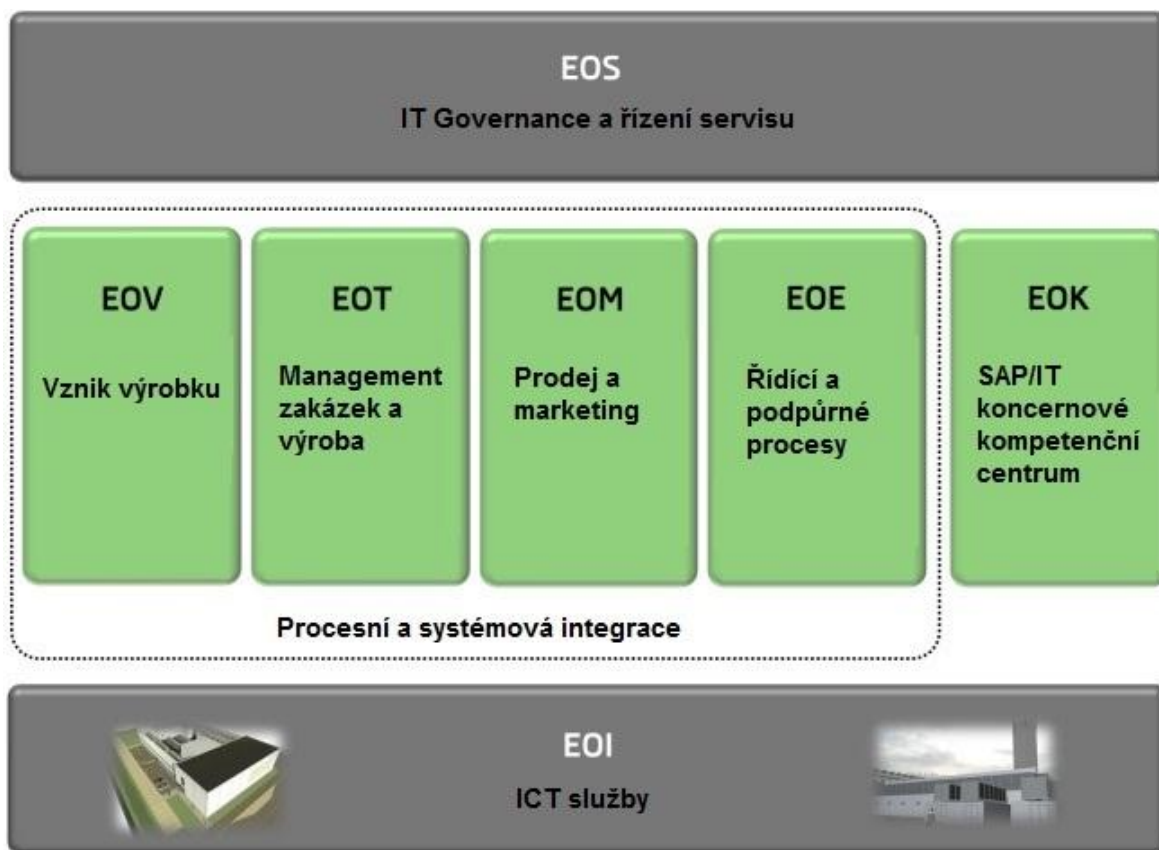 EOS
IT Governance a řízení servisu
EOV
Vznik výrobku
EOT
Management
zakázek a
výroba
EOM
Prodej a
marketing
EOE
Řídící a
podpůrné
procesy
EOK
SAP/IT
koncernové
kompetenční
centrum
Procesní a systémová integrace
EOI
ICT služby